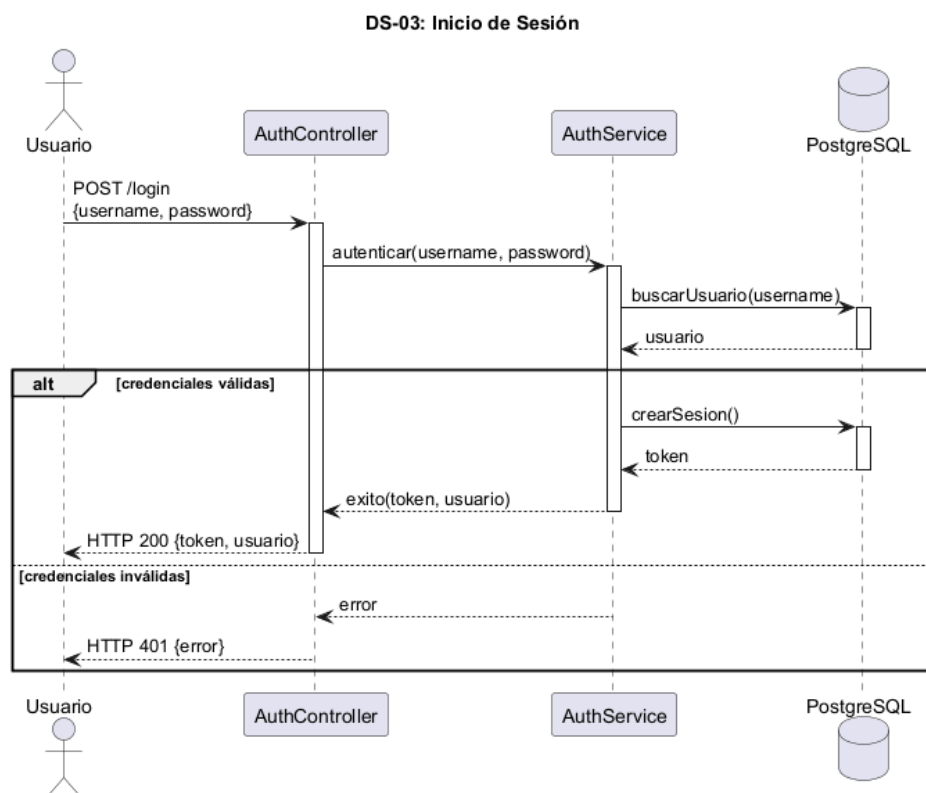 DS-03: Inicio de Sesión
Usuario
AuthController
AuthService
PostgreSQL
POST /login
{username, password}
autenticar(username, password)
buscarUsuario(username)
usuario
alt
[credenciales válidas]
crearSesion()
token
exito(token, usuario)
HTTP 200 {token, usuario}
[credenciales inválidas]
error
HTTP 401 {error}
Usuario
AuthController
AuthService
PostgreSQL